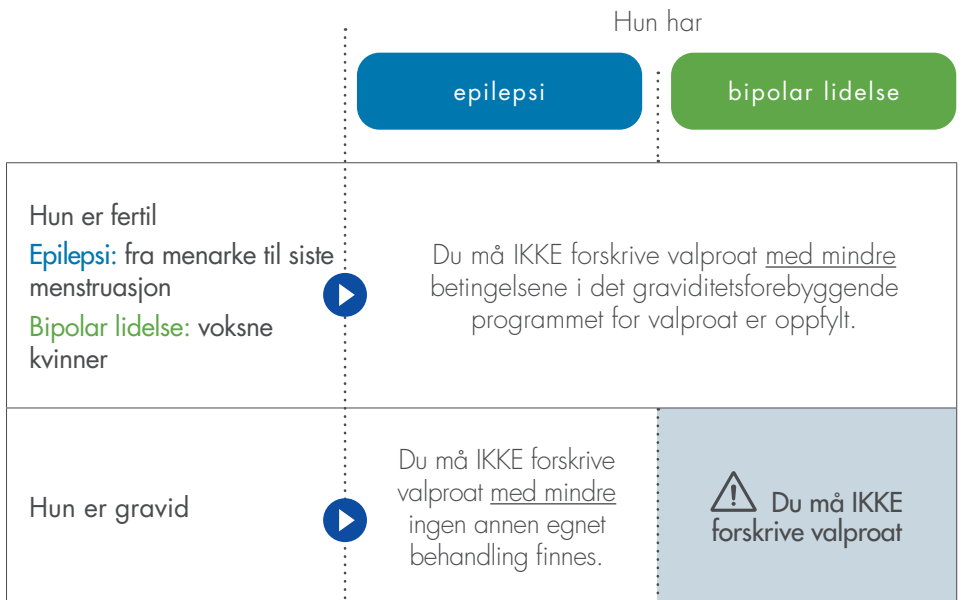 Hun har
epilepsi
bipolar lidelse
Hun er fertil
Epilepsi: fra menarke til siste
menstruasjon
Bipolar lidelse: voksne
kvinner
Du må IKKE forskrive valproat med mindre
betingelsene i det graviditetsforebyggende
programmet for valproat er oppfylt.
Hun er gravid
Du må IKKE forskrive
valproat med mindre
ingen annen egnet
behandling finnes.
Du må IKKE
forskrive valproat